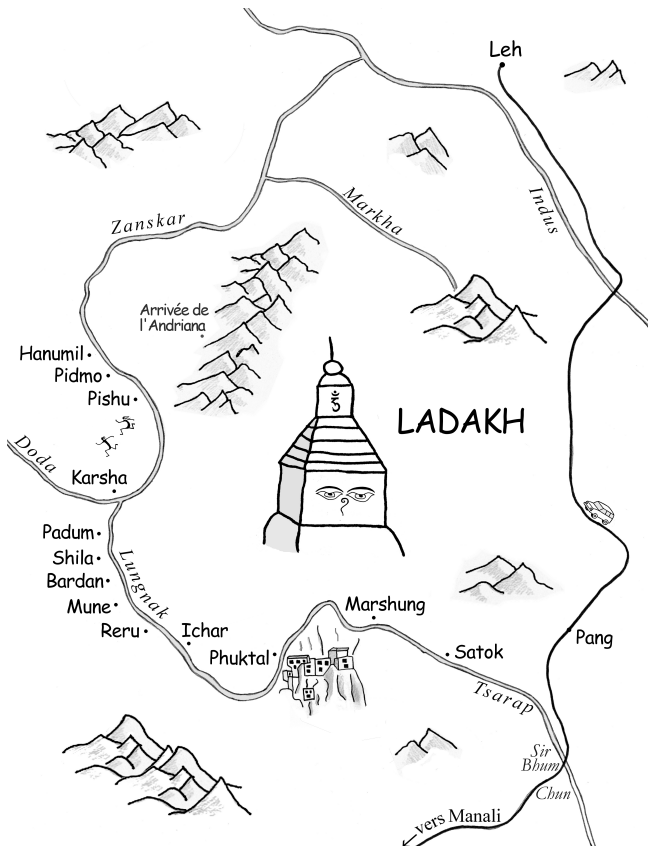 Leh
Indus
Markha
Zanskar
Arrivée de
l'Andriana
Hanumil
Pidmo
Pishu
LADAKH
Doda
Karsha
Padum
Shila
Bardan
Mune
Reru
Lungnak
Ichar
Phuktal
Marshung
Satok
Pang
Tsarap
Sir
Bhum
Chun
vers Manali